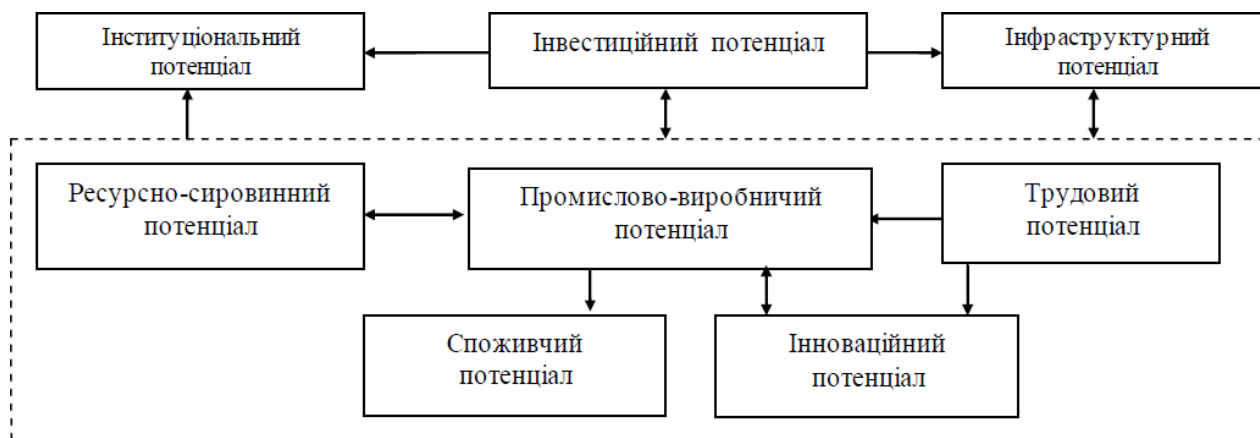 Інституціональний
потенціал
Інвестиційний потенціал
Інфраструктурний
потенціал
Ресурсно-сировинний
потенціал
Промислово-виробничий
потенціал
Трудовий
потенціал
Споживчий
потенціал
Інноваційний
потенціал